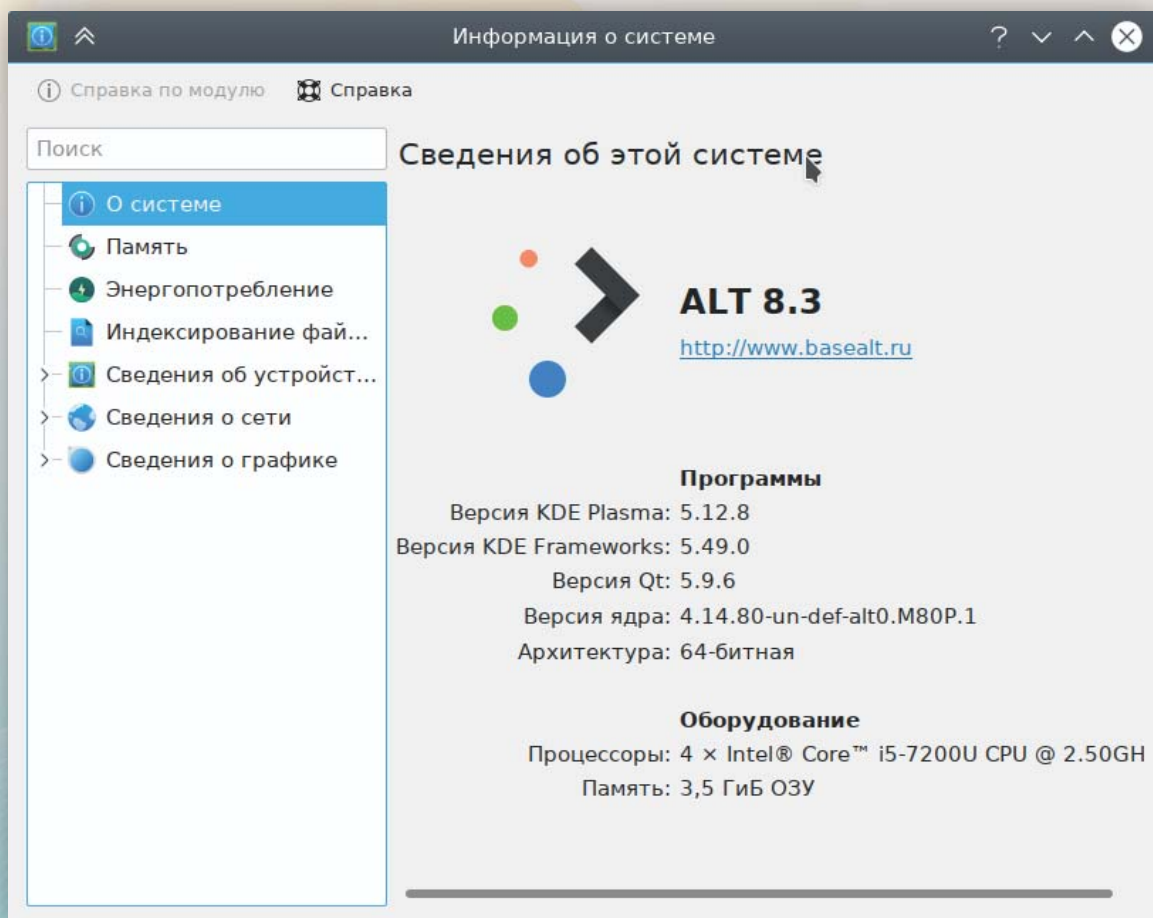 Информация о системе
Справка по модулю Справка
Поиск
О системе
Память
Энергопотребление
Индексирование фай...
Сведения об устройст...
Сведения о сети
Сведения о графике
Сведения об этой системе
ALT 8.3
http://www.basealt.ru
Программы
Версия KDE Plasma: 5.12.8
Версия KDE Frameworks: 5.49.0
Версия Qt: 5.9.6
Версия ядра: 4.14.80-un-def-alt0.M80P.1
Архитектура: 64-битная
Оборудование
Процессоры: 4 × Intel® Core™ i5-7200U CPU @ 2.50GH
Память: 3,5 ГиБ ОЗУ